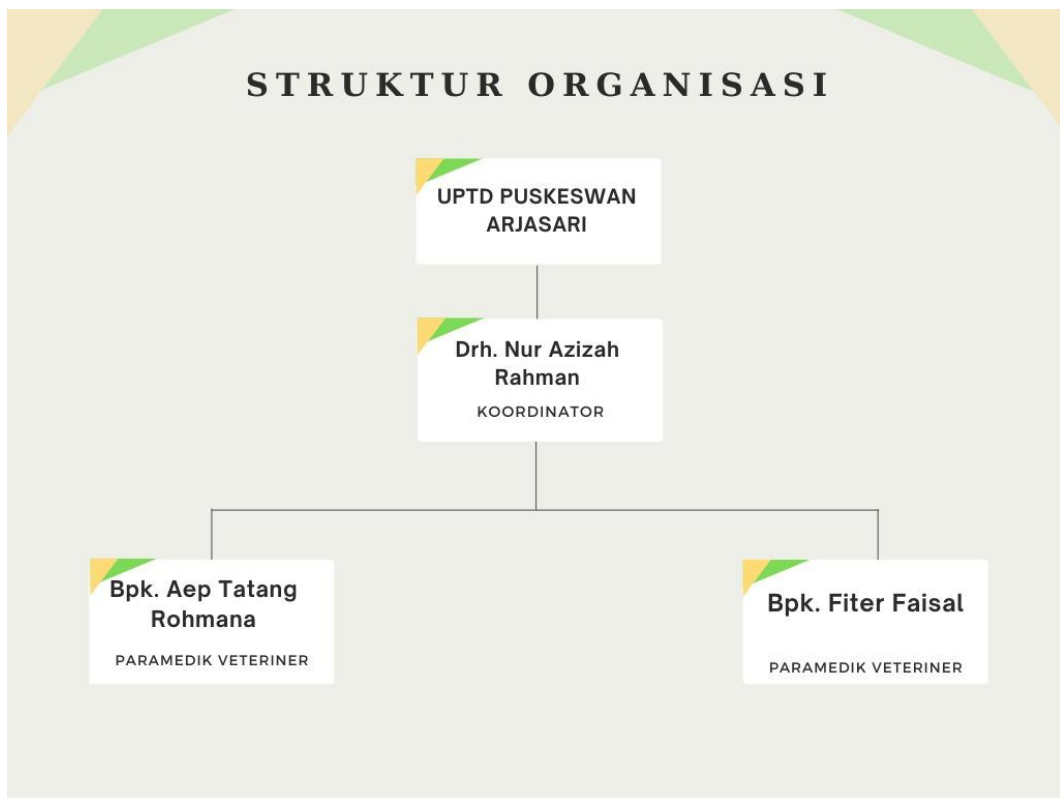 STRUKTUR ORGANISASI
UPTD PUSKESWAN
ARJASARI
Drh. Nur Azizah
Rahman
KOORDINATOR
Bpk. Aep Tatang
Rohmana
PARAMEDIK VETERINER
Bpk. Fiter Faisal
PARAMEDIK VETERINER